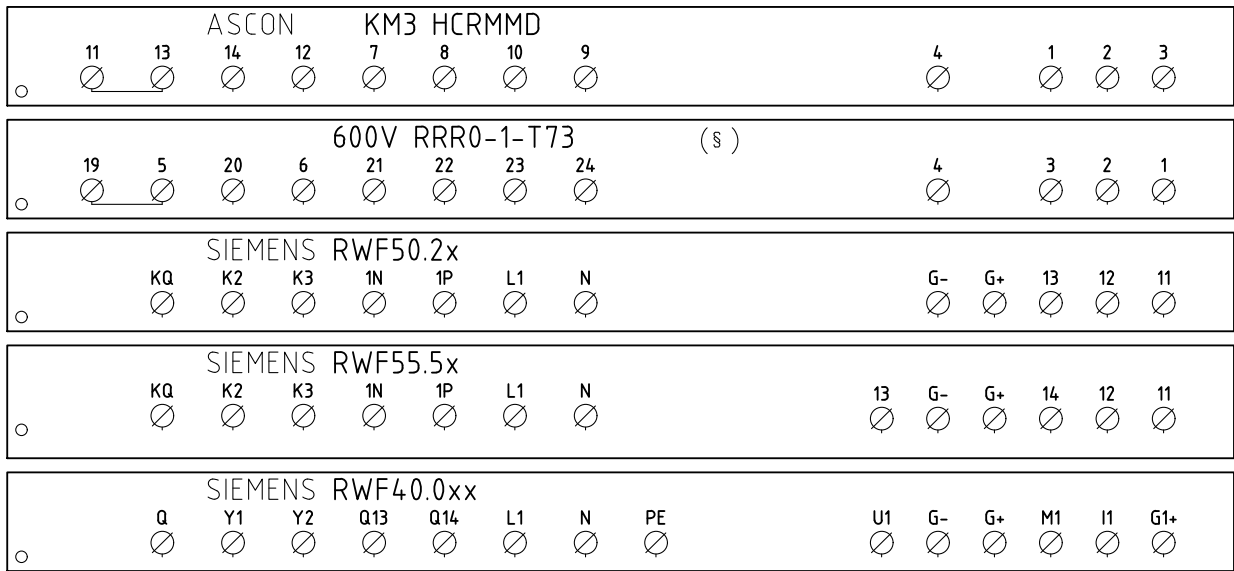 ASCON KM3 HCRMMD
11 13 14 12 7 8 10 9 4 1 2 3
600V RRR0-1-T73 (§)
19 5 20 6 21 22 23 24 4 3 2 1
SIEMENS RWF50.2x
KQ K2 K3 1N 1P L1 N G- G+ 13 12 11
SIEMENS RWF55.5x
KQ K2 K3 1N 1P L1 N 13 G- G+ 14 12 11
SIEMENS RWF40.0xx
Q Y1 Y2 Q13 Q14 L1 N PE U1 G- G+ M1 I1 G1+